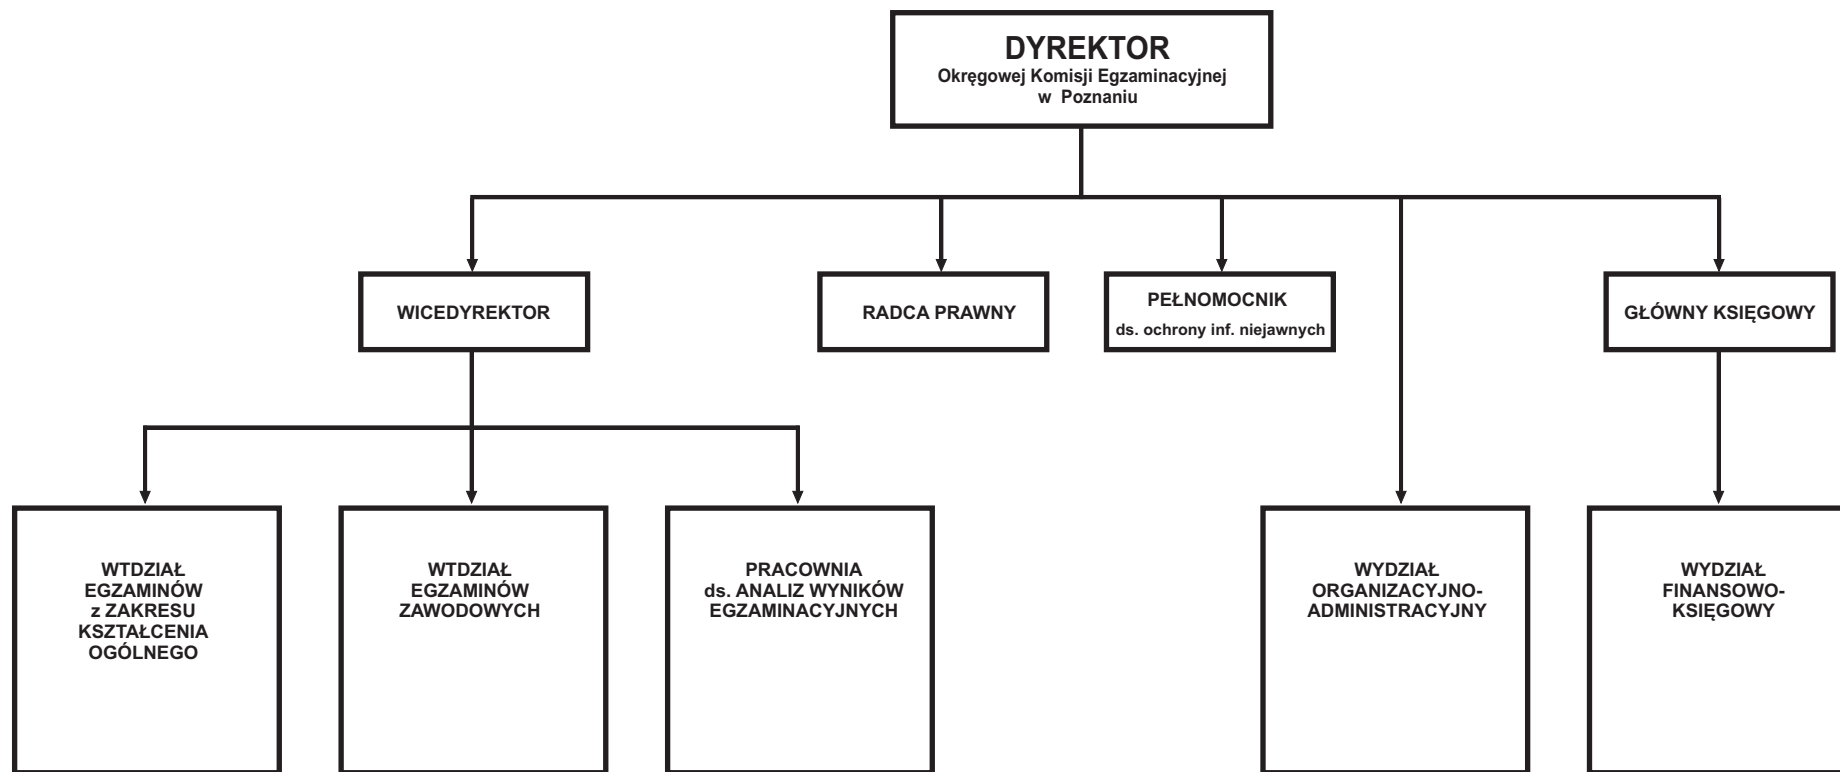 DYREKTOR
Okręgowej Komisji Egzaminacyjnej
w Poznaniu
WICEDYREKTOR
RADCA PRAWNY
PEŁNOMOCNIK
ds. ochrony inf. niejawnych
GŁÓWNY KSIĘGOWY
WTDZIAŁ
EGZAMINÓW
z ZAKRESU
KSZTAŁCENIA
OGÓLNEGO
WTDZIAŁ
EGZAMINÓW
ZAWODOWYCH
PRACOWNIA
ds. ANALIZ WYNIKÓW
EGZAMINACYJNYCH
WYDZIAŁ
ORGANIZACYJNO-
ADMINISTRACYJNY
WYDZIAŁ
FINANSOWO-
KSIĘGOWY